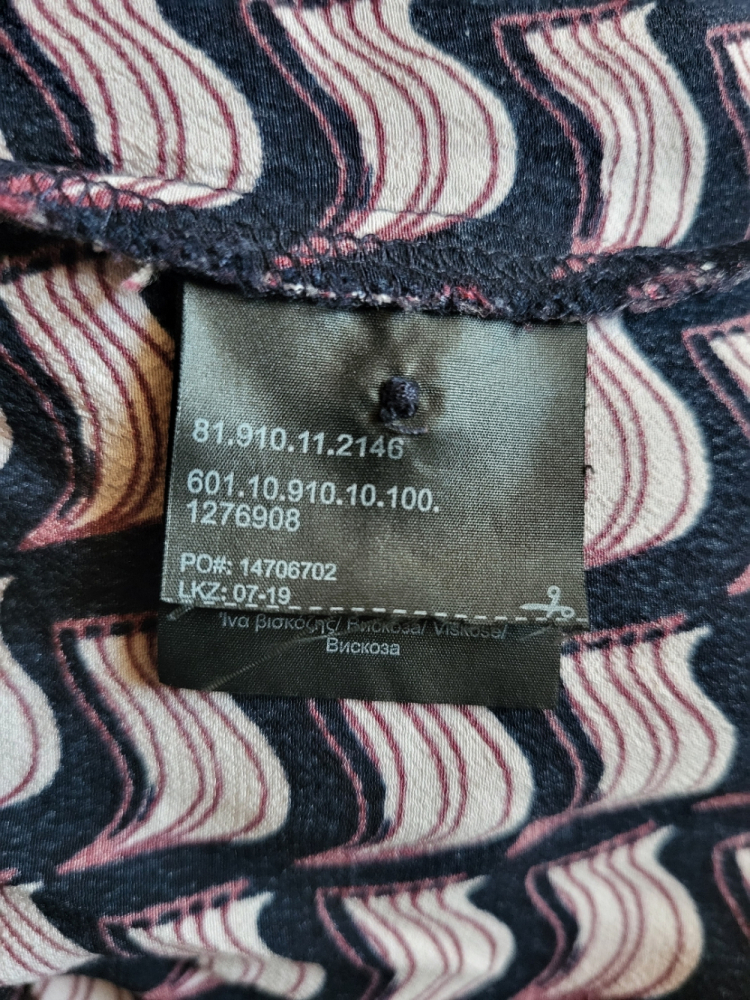 81.910.11.2146
601.10.910.10.100.
1276908
PO#: 14706702
LKZ: 07-19
Ίνα βισκόζης/ Вискоза/ Viskose/
Вискоза